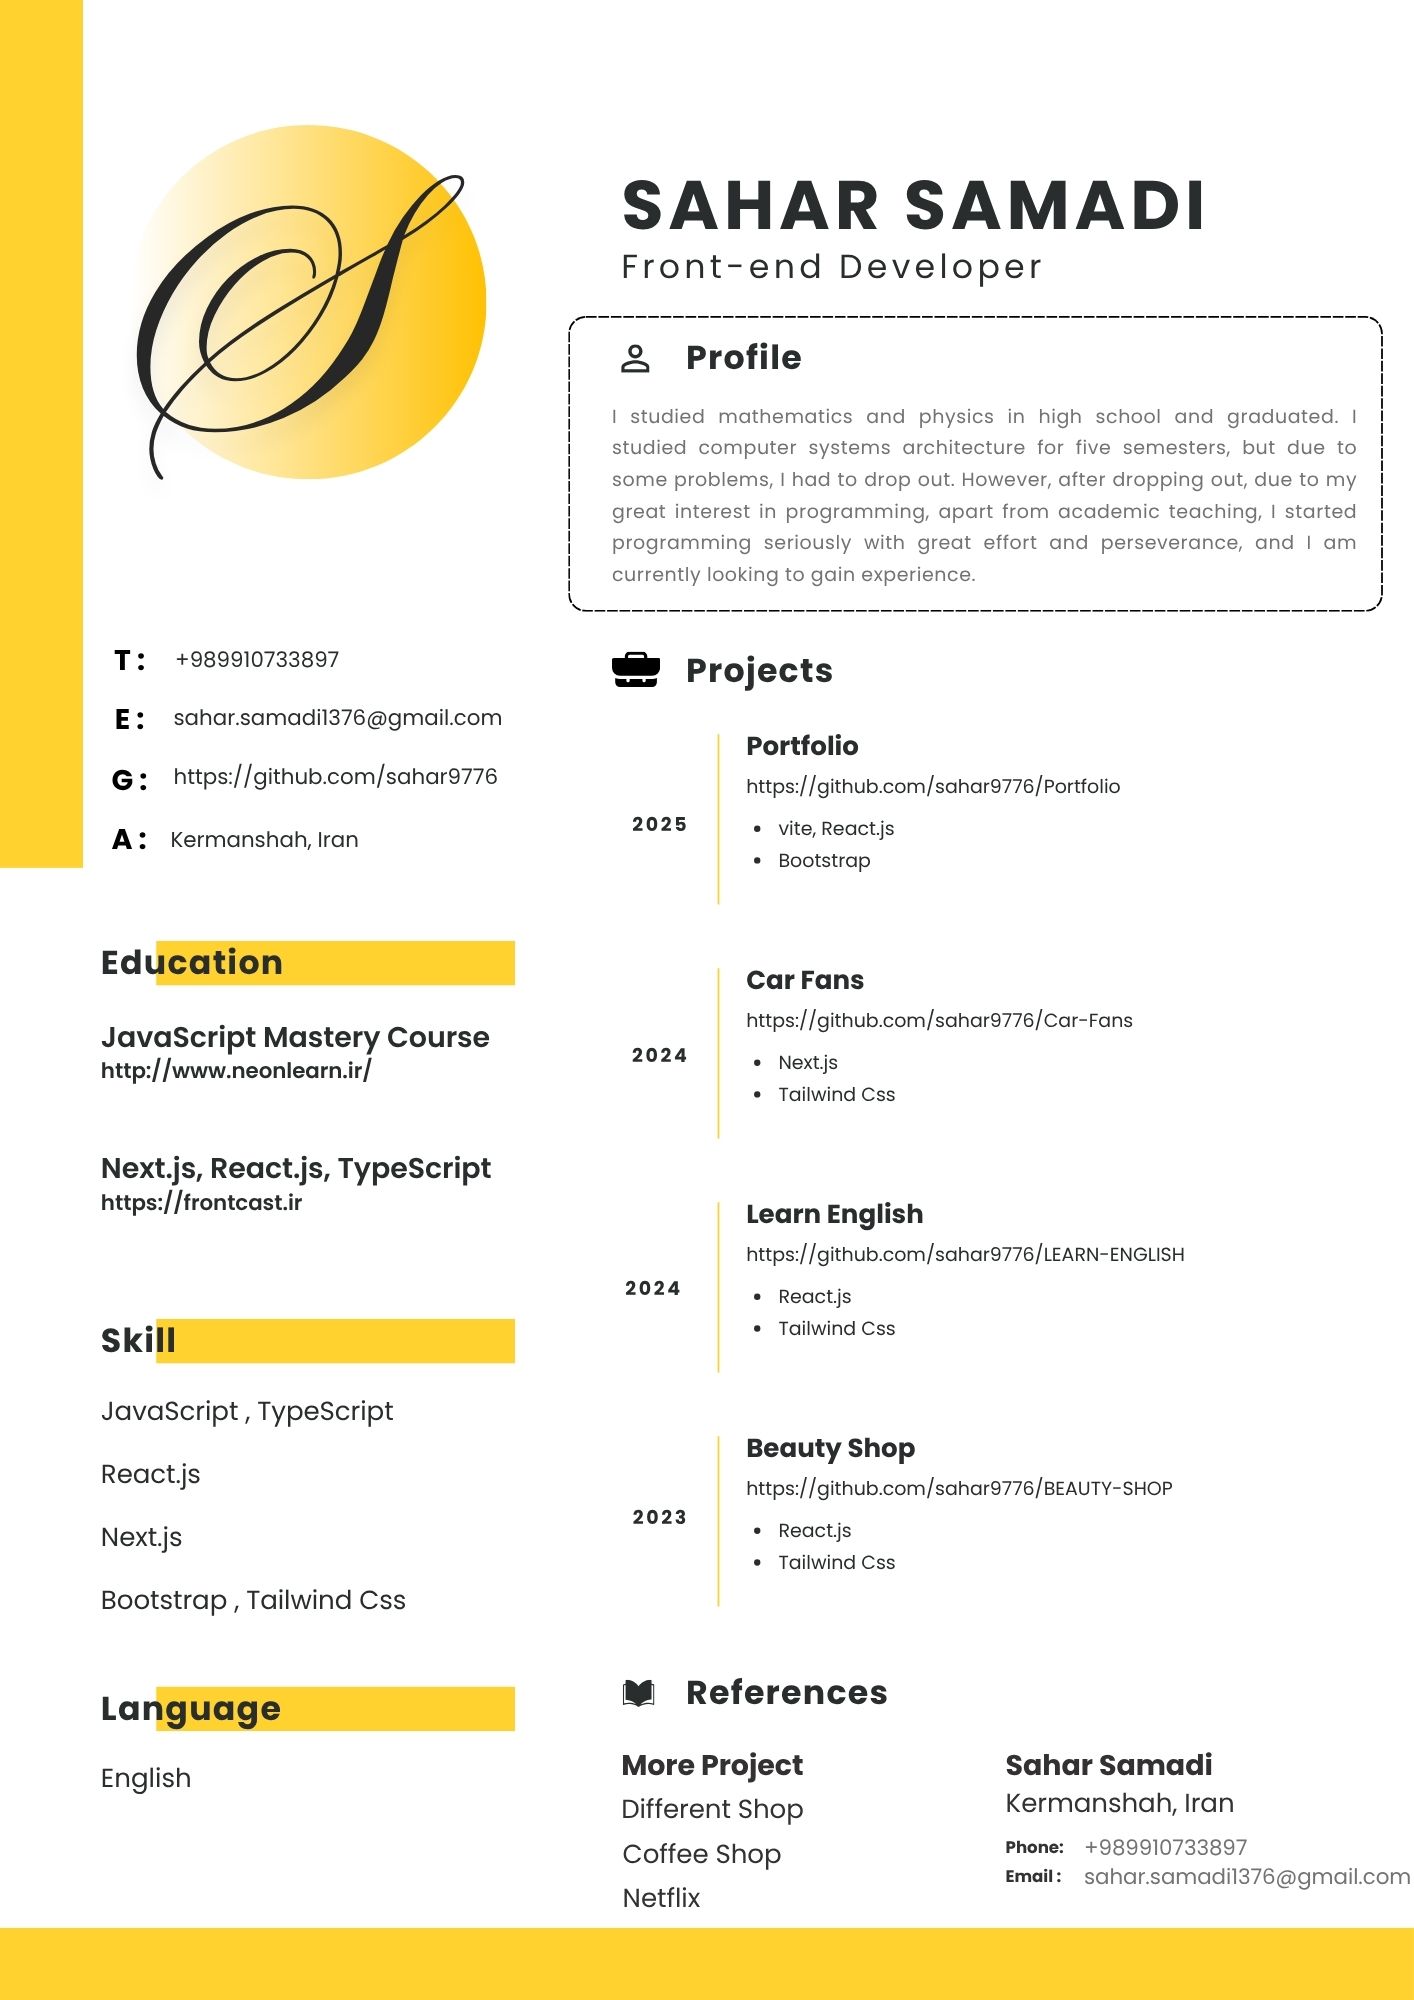 S
SAHAR SAMADI
Front-end Developer
Profile
I studied mathematics and physics in high school and graduated. I
studied computer systems architecture for five semesters, but due to
some problems, I had to drop out. However, after dropping out, due to my
great interest in programming, apart from academic teaching, I started
programming seriously with great effort and perseverance, and I am
currently looking to gain experience.
T : +989910733897
E : sahar.samadi1376@gmail.com
G : https://github.com/sahar9776
A : Kermanshah, Iran
Education
JavaScript Mastery Course
http://www.neonlearn.ir/
Next.js, React.js, TypeScript
https://frontcast.ir
Skill
JavaScript , TypeScript
React.js
Next.js
Bootstrap , Tailwind Css
Language
English
Projects
2025
Portfolio
https://github.com/sahar9776/Portfolio
• vite, React.js
• Bootstrap
2024
Car Fans
https://github.com/sahar9776/Car-Fans
• Next.js
• Tailwind Css
2024
Learn English
https://github.com/sahar9776/LEARN-ENGLISH
• React.js
• Tailwind Css
2023
Beauty Shop
https://github.com/sahar9776/BEAUTY-SHOP
• React.js
• Tailwind Css
References
More Project
Different Shop
Coffee Shop
Netflix
Sahar Samadi
Kermanshah, Iran
Phone: +989910733897
Email : sahar.samadi1376@gmail.com